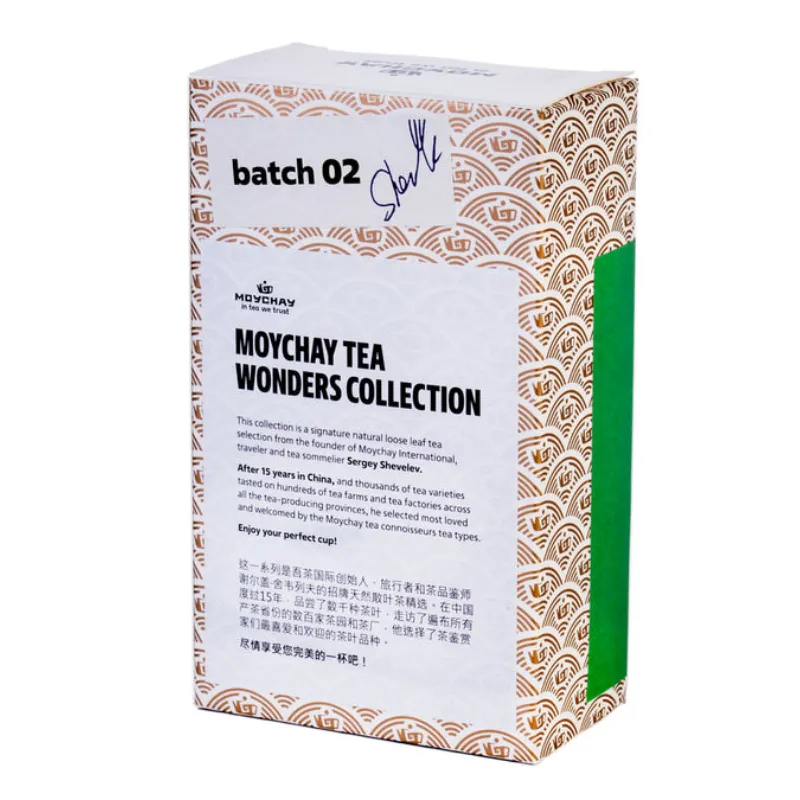 MOYCHAY
batch 02
MOYCHAY
in tea we trust
MOYCHAY TEA
WONDERS COLLECTION
This collection is a signature natural loose leaf tea
selection from the founder of Moychay International,
traveler and tea sommelier Sergey Shevelev.
After 15 years in China, and thousands of tea varieties
tasted on hundreds of tea farms and tea factories across
all the tea-producing provinces, he selected most loved
and welcomed by the Moychay tea connoisseurs tea types.
Enjoy your perfect cup!
这一系列是吾茶国际创始人·旅行者和茶品鉴师
谢尔盖·舍韦列夫的招牌天然散叶茶精选。在中国
度过15年，品尝了数千种茶叶，走访了遍布所有
产茶省份的数百家茶园和茶厂，他选择了茶鉴赏
家们最喜爱和欢迎的茶叶品种。
尽情享受您完美的一杯吧！